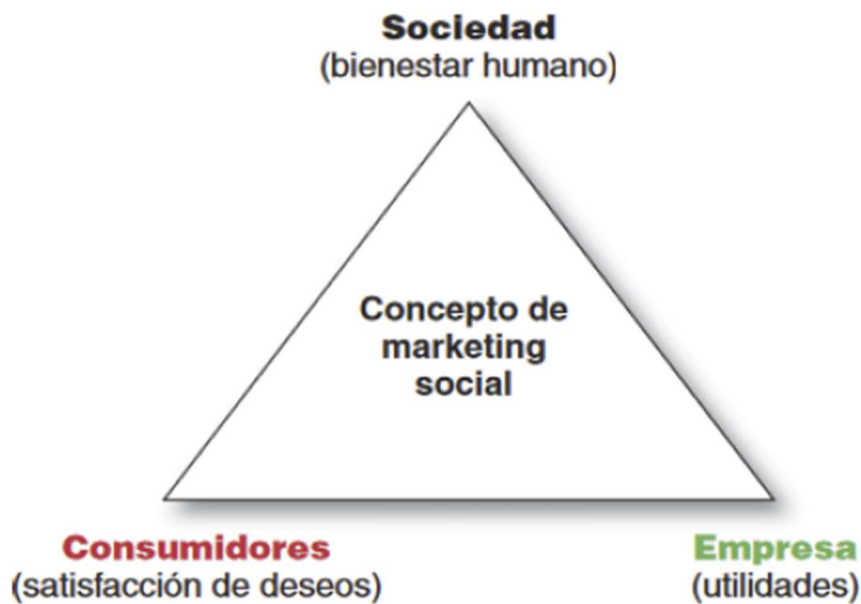 Sociedad
(bienestar humano)
Concepto de
marketing
social
Consumidores
(satisfacción de deseos)
Empresa
(utilidades)